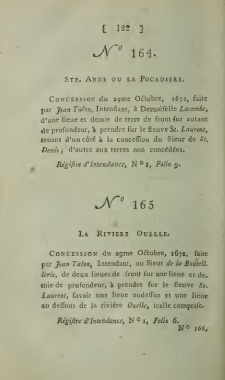 [ 122 ]
N° 164.
STE. ANNE OU LA POCADIERE.
CONCESSION du 29me Octobre, 1672, faite
par Jean Talon, Intendant, à Demoiselle Lacombe,
d'une lieue et demie de terre de front sur autant
de profondeur, à prendre sur le fleuve St. Laurent,
tenant d'un côté à la concession du Sieur de St.
Denis; d'autre aux terres non concédées.
Régistre d'Intendance, N° 1, Folio 9.
N° 165
LA RIVIERE OUELLE.
CONCESSION du 29me Octobre, 1672, faite
par Jean Talon, Intendant, au Sieur de la Bouteil-
lerie, de deux lieues de front sur une lieue et de-
mie de profondeur, à prendre sur le fleuve St.
Laurent, savoir une lieue audessus et une lieue
au dessous de la rivière Ouelle, icelle comprise.
Régistre d'Intendance, N° 1, Folio 6.
N° 166.